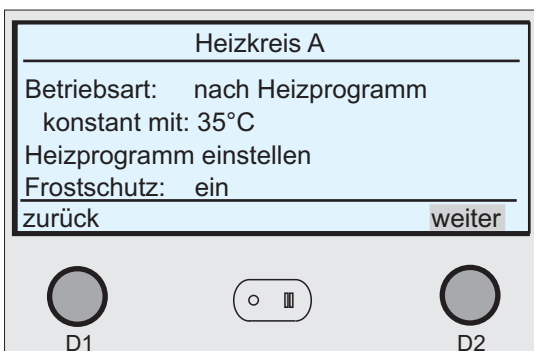 Heizkreis A
Betriebsart: nach Heizprogramm
konstant mit: 35°C
Heizprogramm einstellen
Frostschutz: ein
zurück weiter
D1 D2